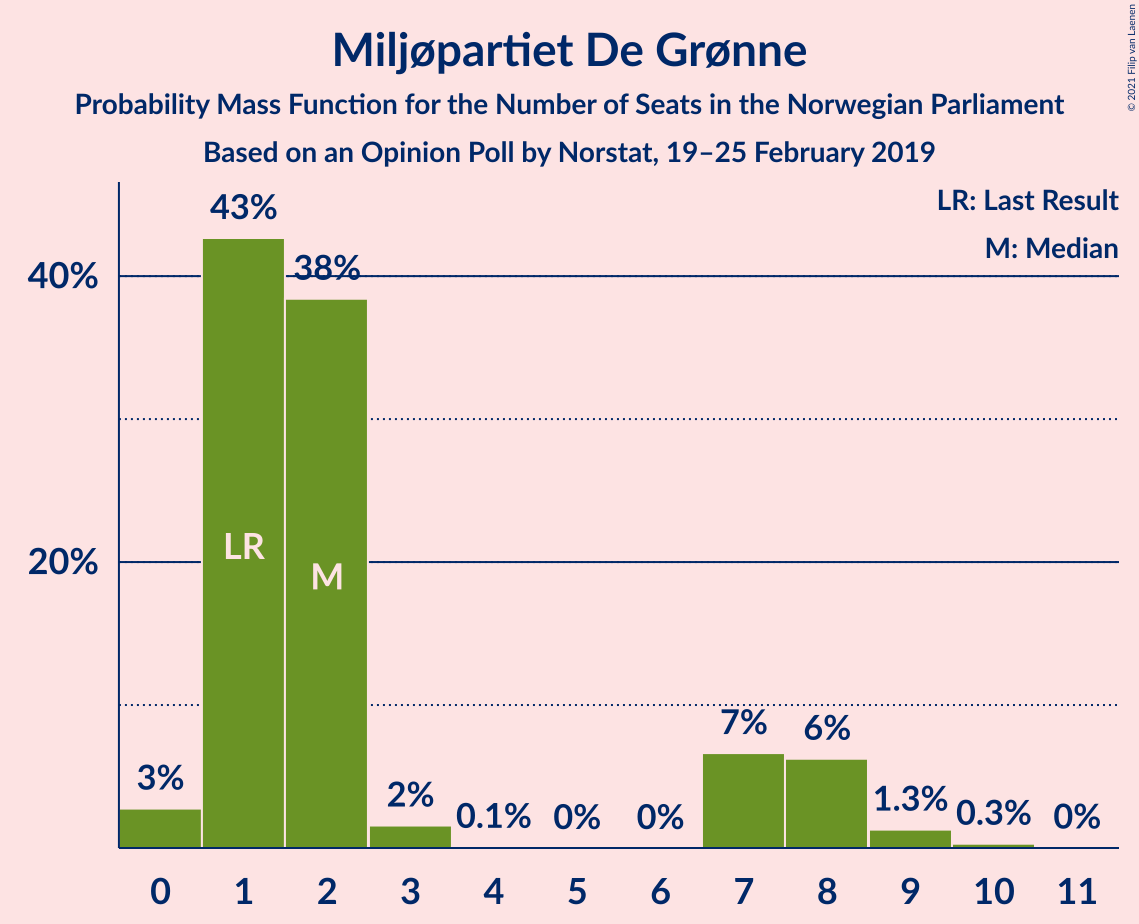 Miljøpartiet De Grønne
Probability Mass Function for the Number of Seats in the Norwegian Parliament
Based on an Opinion Poll by Norstat, 19–25 February 2019
© 2021 Filip van Laenen
LR: Last Result
M: Median
40%
20%
43%
38%
LR
M
3%
2%
0.1%
0%
0%
7%
6%
1.3%
0.3%
0%
0 1 2 3 4 5 6 7 8 9 10 11